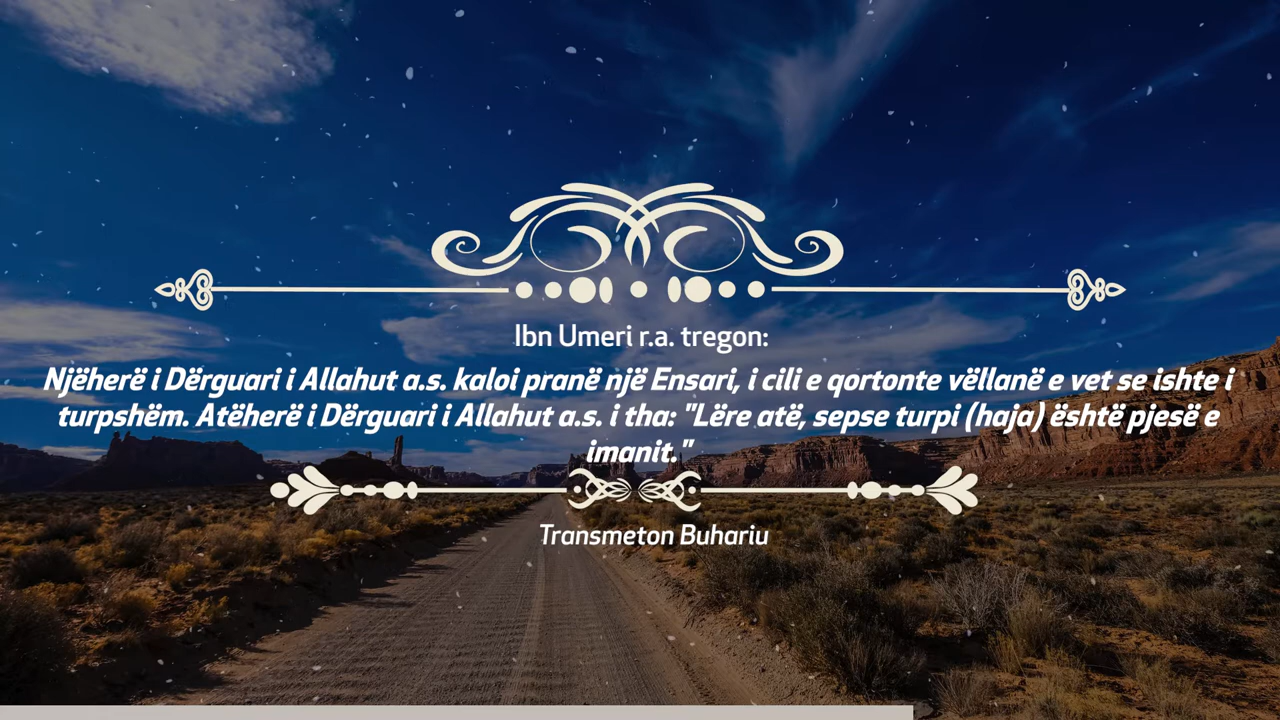 Ibn Umeri r.a. tregon:
Njëherë i Dërguari i Allahut a.s. kaloi pranë një Ensari, i cili e qortonte vëllanë e vet se ishte i
turpshëm. Atëherë i Dërguari i Allahut a.s. i tha: "Lëre atë, sepse turpi (haja) është pjesë e
imanit."
Transmeton Buhariu